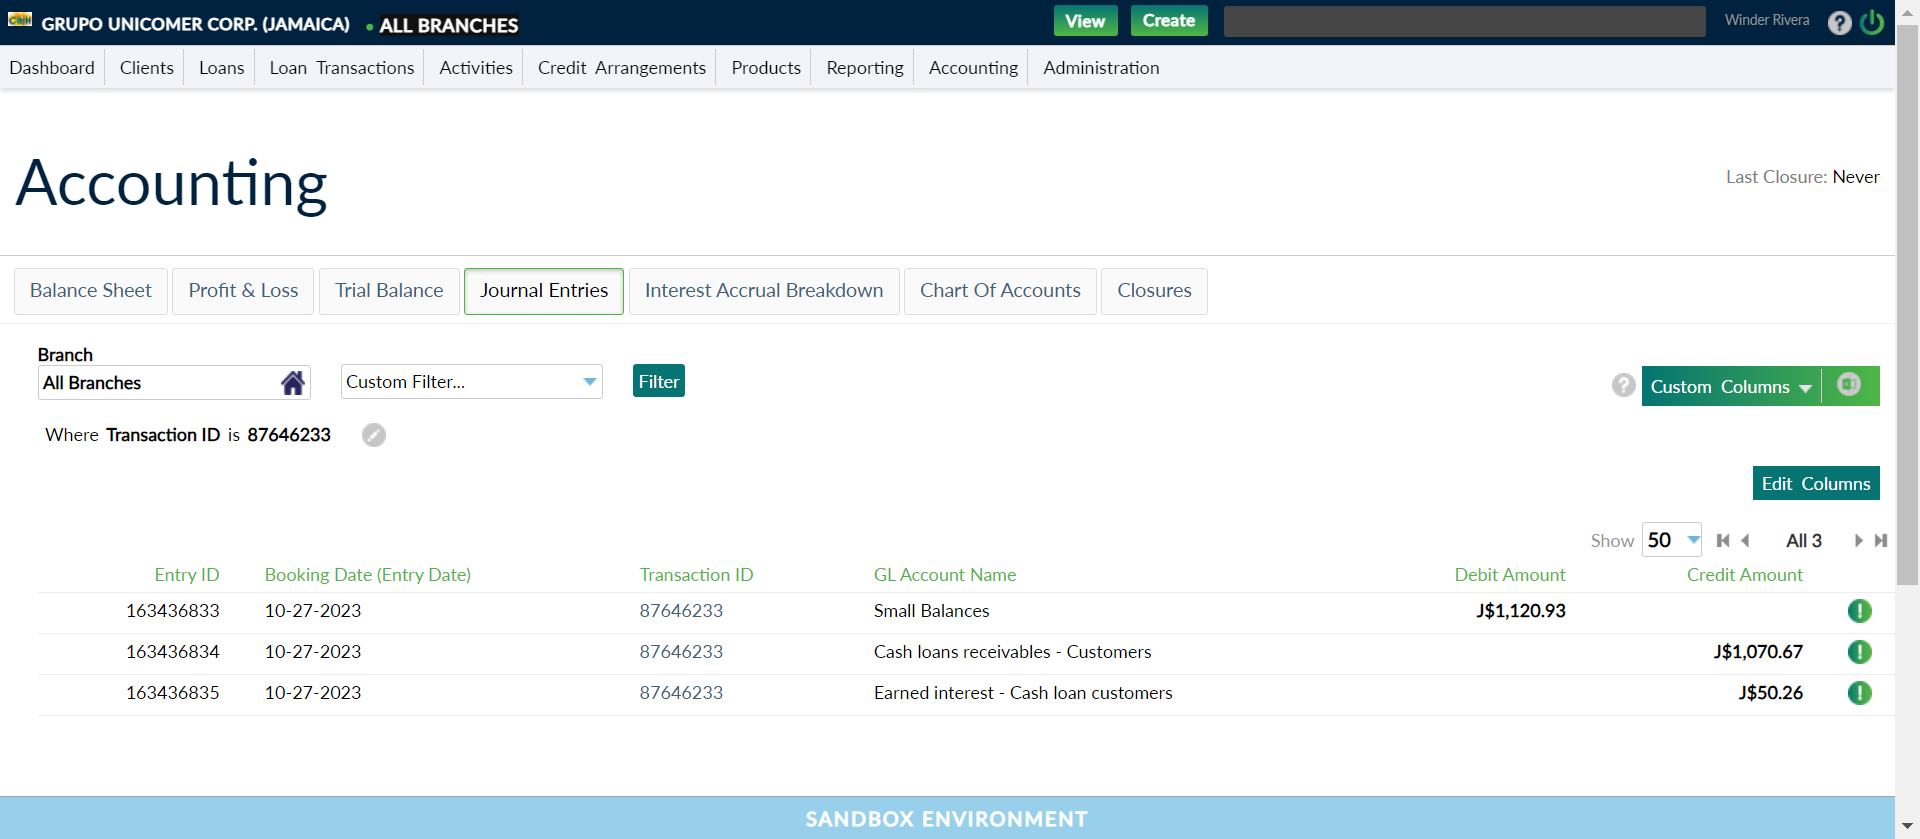 Cash GRUPO UNICOMER CORP. (JAMAICA) • ALL BRANCHES View Create Winder Rivera ?
Dashboard Clients Loans Loan Transactions Activities Credit Arrangements Products Reporting Accounting Administration
Accounting
Last Closure: Never
Balance Sheet Profit & Loss Trial Balance Journal Entries Interest Accrual Breakdown Chart Of Accounts Closures
Branch
All Branches Custom Filter... Filter ? Custom Columns
Where Transaction ID is 87646233
Edit Columns
Show 50 All 3
Entry ID Booking Date (Entry Date) Transaction ID GL Account Name Debit Amount Credit Amount
163436833 10-27-2023 87646233 Small Balances J$1,120.93 !
163436834 10-27-2023 87646233 Cash loans receivables - Customers J$1,070.67 !
163436835 10-27-2023 87646233 Earned interest - Cash loan customers J$50.26 !
SANDBOX ENVIRONMENT